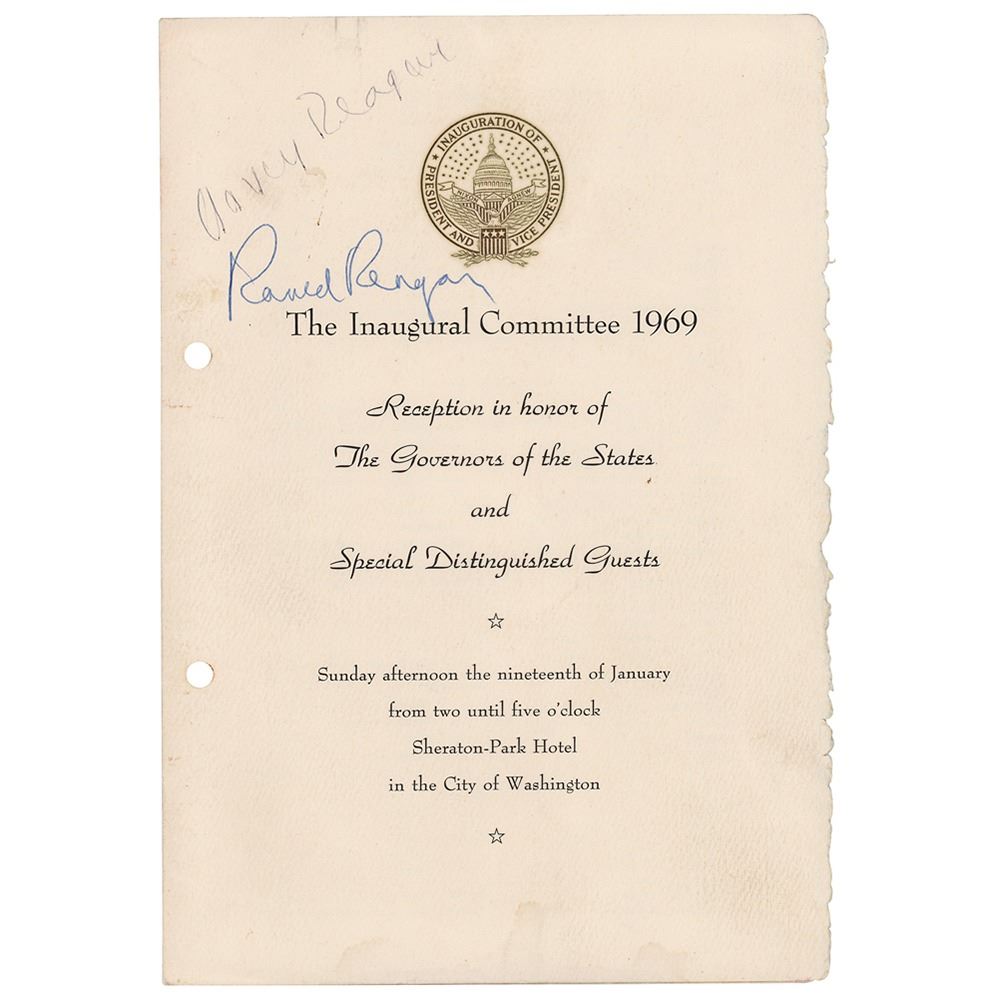 Nancy Reagan
★ INAUGURATION OF ★
PRESIDENT AND VICE PRESIDENT
NIXON AGNEW
Ronald Reagan
The Inaugural Committee 1969
Reception in honor of
The Governors of the States
and
Special Distinguished Guests
☆
Sunday afternoon the nineteenth of January
from two until five o'clock
Sheraton-Park Hotel
in the City of Washington
☆